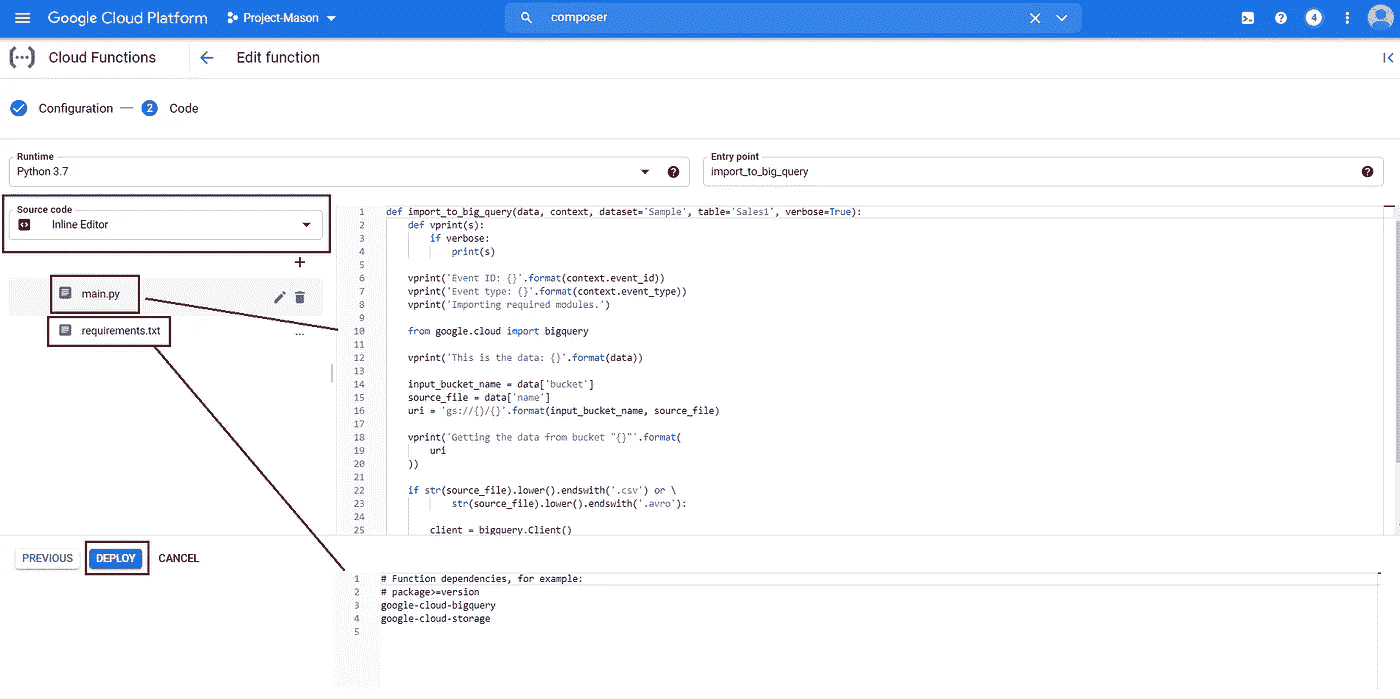 Google Cloud Platform Project-Mason composer 4
Cloud Functions Edit function
Configuration — 2 Code
Runtime
Python 3.7
Entry point
import_to_big_query
Source code
Inline Editor
main.py
requirements.txt
1 def import_to_big_query(data, context, dataset='Sample', table='Sales1', verbose=True):
2 def vprint(s):
3 if verbose:
4 print(s)
5
6 vprint('Event ID: {}'.format(context.event_id))
7 vprint('Event type: {}'.format(context.event_type))
8 vprint('Importing required modules.')
9
10 from google.cloud import bigquery
11
12 vprint('This is the data: {}'.format(data))
13
14 input_bucket_name = data['bucket']
15 source_file = data['name']
16 uri = 'gs://{}/{}'.format(input_bucket_name, source_file)
17
18 vprint('Getting the data from bucket "{}"'.format(
19 uri
20 ))
21
22 if str(source_file).lower().endswith('.csv') or \
23 str(source_file).lower().endswith('.avro'):
24
25 client = bigquery.Client()
PREVIOUS DEPLOY CANCEL
1 # Function dependencies, for example:
2 # package>=version
3 google-cloud-bigquery
4 google-cloud-storage
5